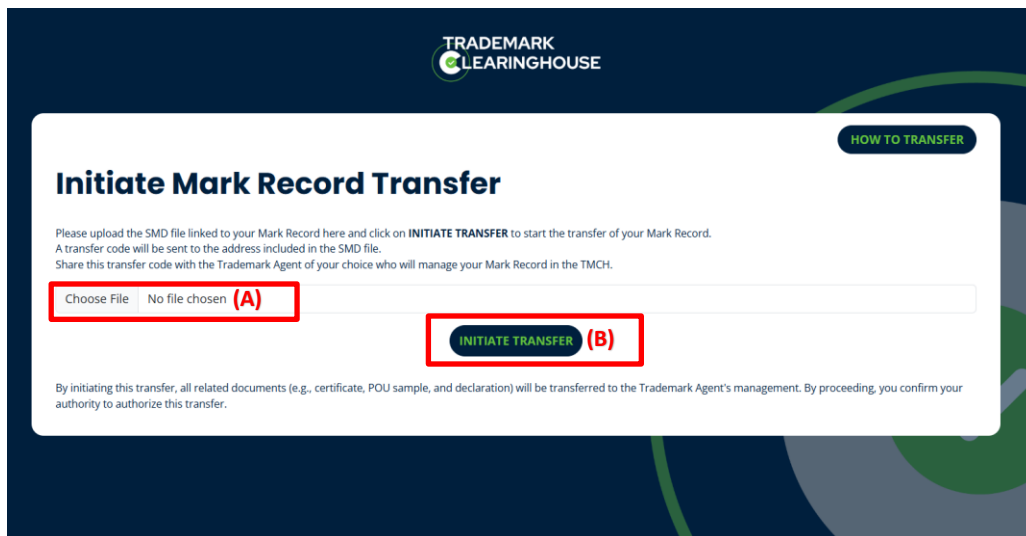 TRADEMARK
CLEARINGHOUSE
HOW TO TRANSFER
Initiate Mark Record Transfer
Please upload the SMD file linked to your Mark Record here and click on INITIATE TRANSFER to start the transfer of your Mark Record.
A transfer code will be sent to the address included in the SMD file.
Share this transfer code with the Trademark Agent of your choice who will manage your Mark Record in the TMCH.
Choose File No file chosen (A)
INITIATE TRANSFER (B)
By initiating this transfer, all related documents (e.g., certificate, POU sample, and declaration) will be transferred to the Trademark Agent's management. By proceeding, you confirm your
authority to authorize this transfer.